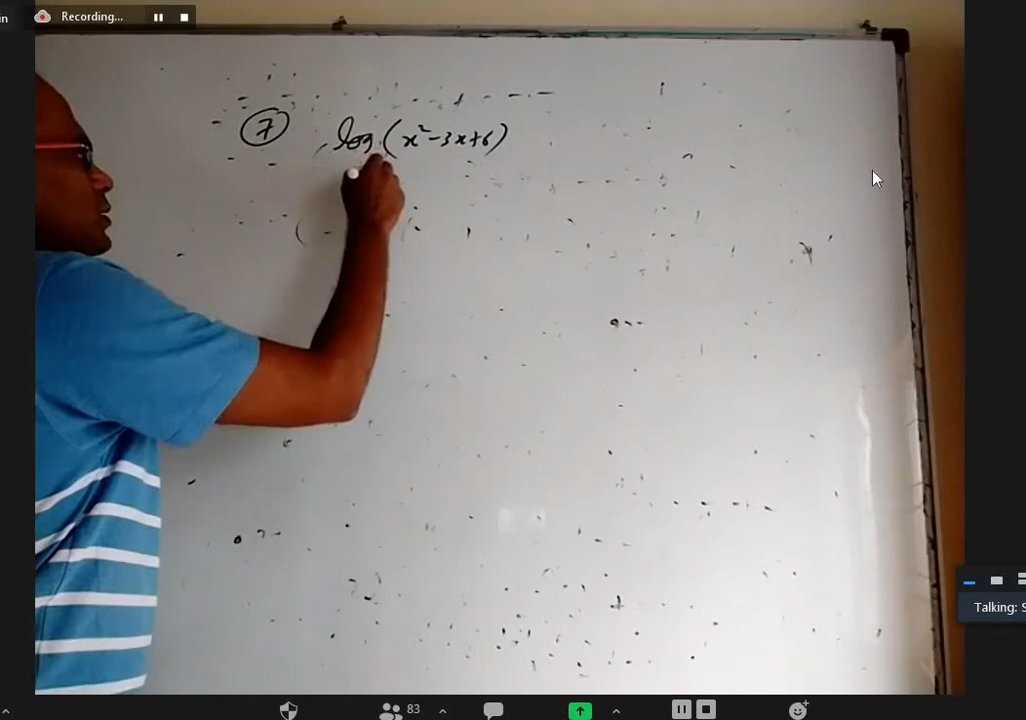 Recording...
⑦ log(x² - 3x + 6)
Talking: S
83